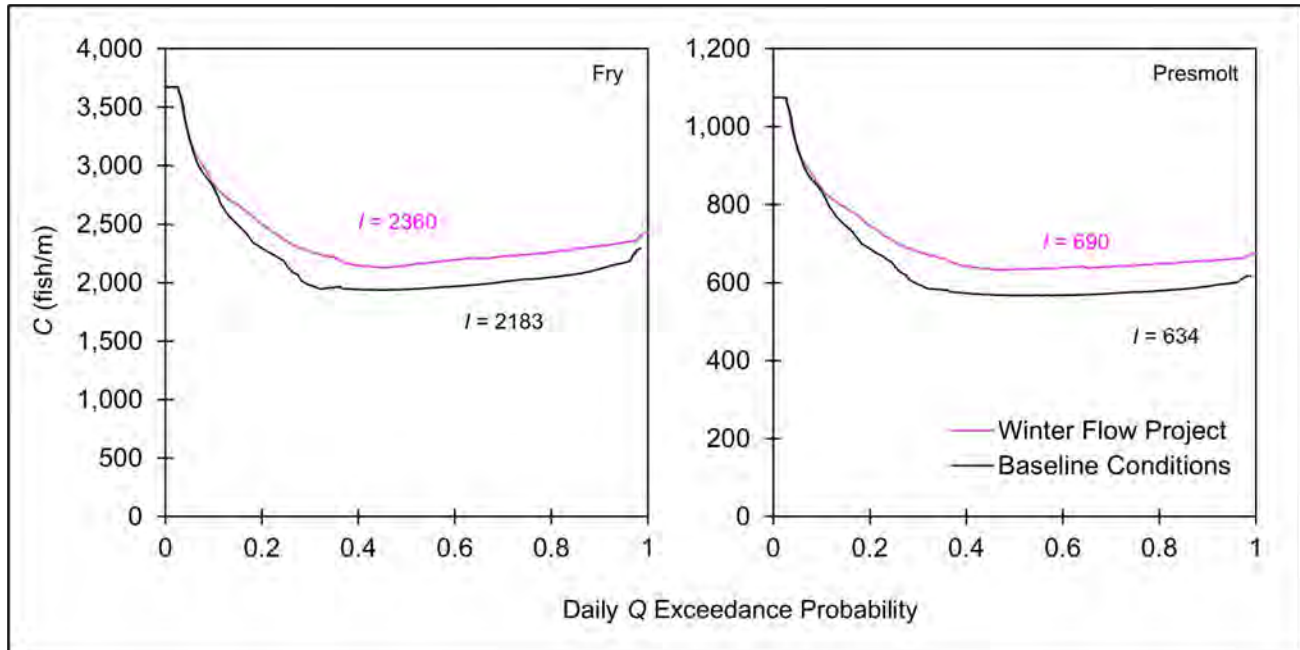 Fry
4,000
3,500
3,000
2,500
2,000
1,500
1,000
500
0
C (fish/m)
I = 2360
I = 2183
0 0.2 0.4 0.6 0.8 1
Presmolt
1,200
1,000
800
600
400
200
0
I = 690
I = 634
Winter Flow Project
Baseline Conditions
0 0.2 0.4 0.6 0.8 1
Daily Q Exceedance Probability